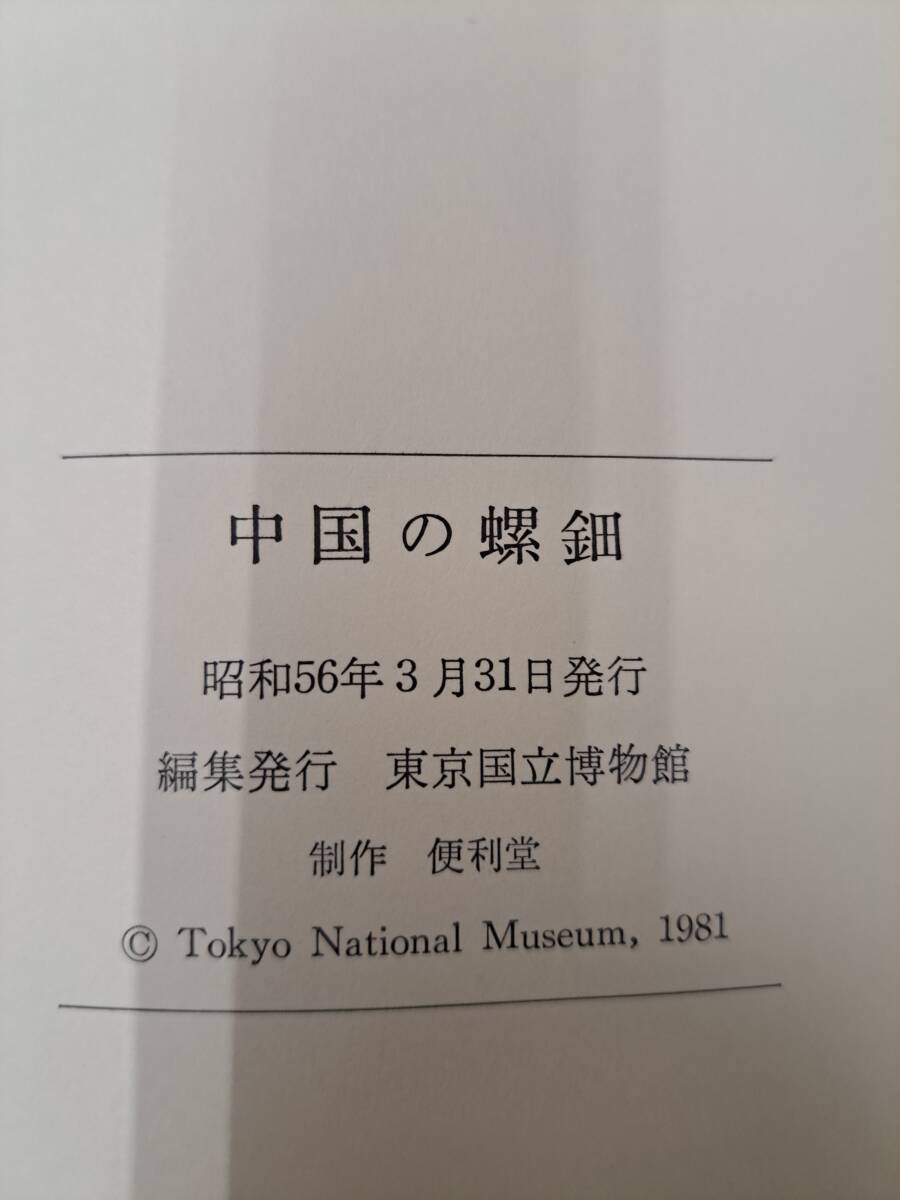 中国の螺鈿
昭和56年3月31日発行
編集発行　東京国立博物館
制作　便利堂
© Tokyo National Museum, 1981